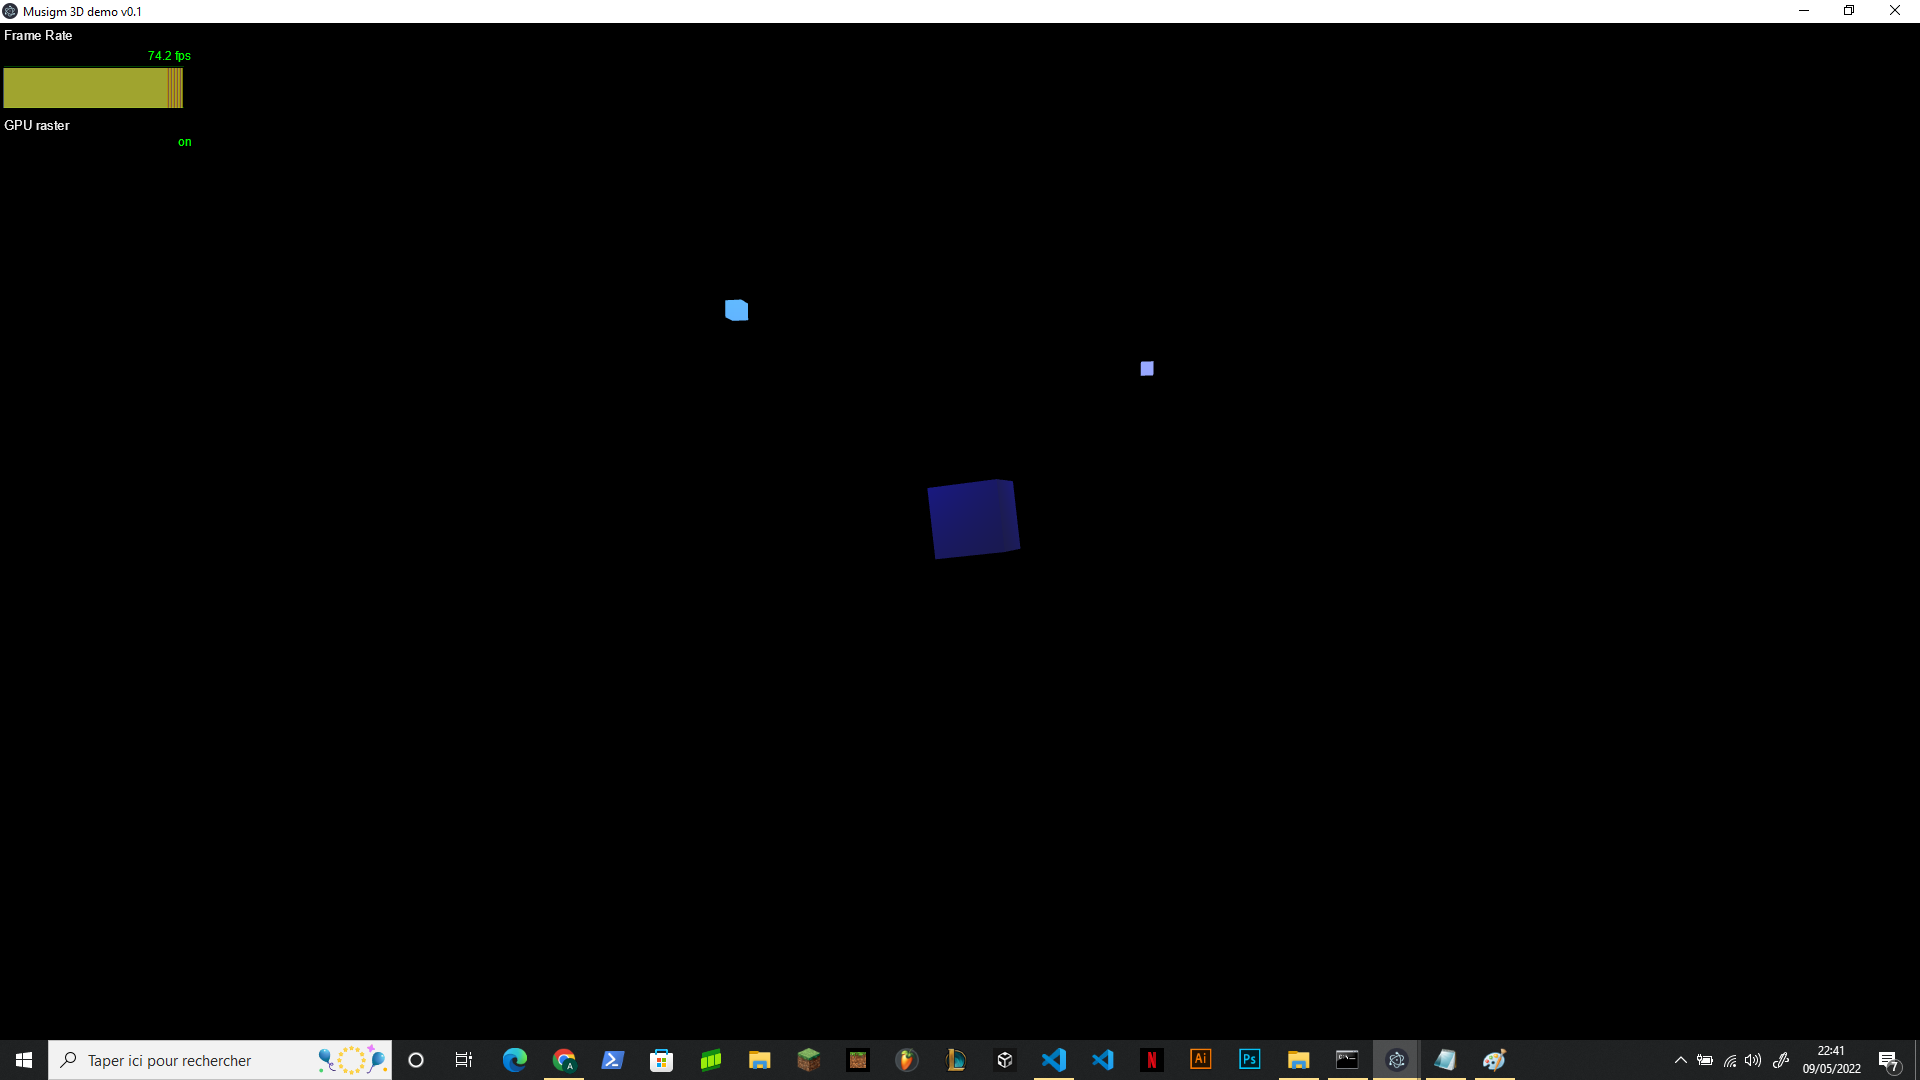 Musigm 3D demo v0.1
Frame Rate
74.2 fps
GPU raster
on
Taper ici pour rechercher
A
N
Ai
Ps
C:\_
22:41
09/05/2022
7